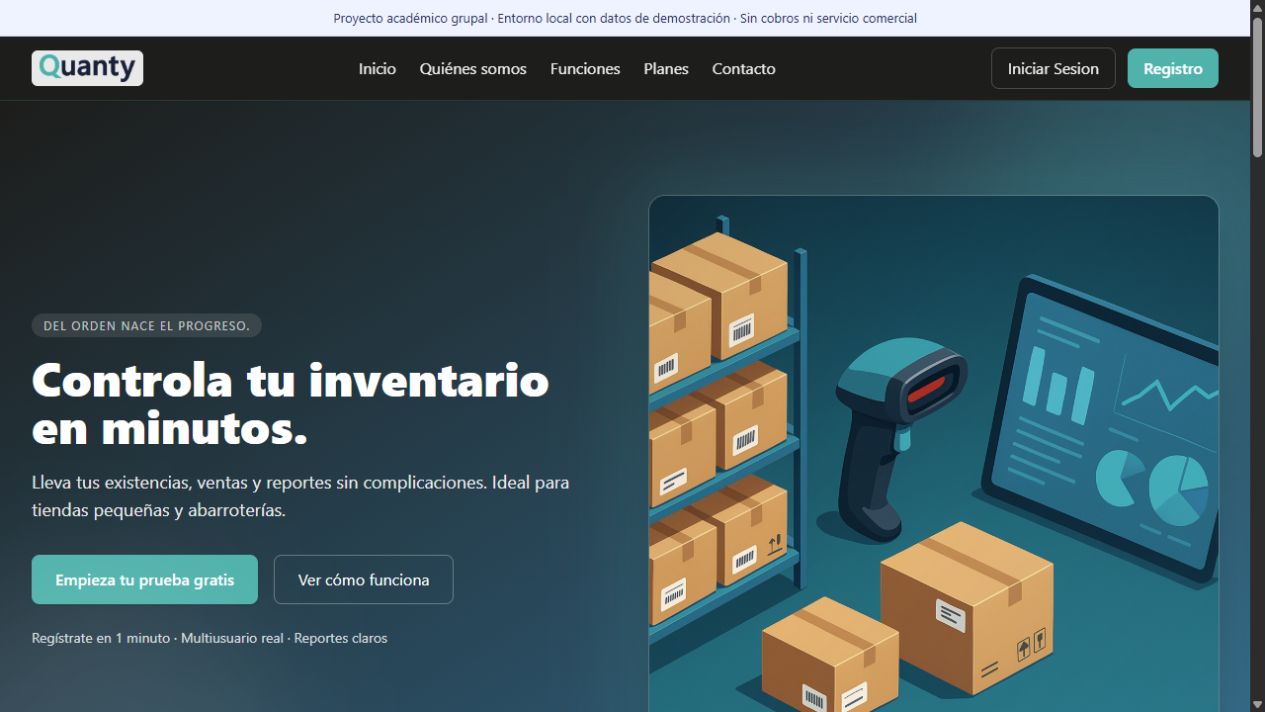 Proyecto académico grupal · Entorno local con datos de demostración · Sin cobros ni servicio comercial
Quanty
Inicio
Quiénes somos
Funciones
Planes
Contacto
Iniciar Sesion
Registro
DEL ORDEN NACE EL PROGRESO.
Controla tu inventario
en minutos.
Lleva tus existencias, ventas y reportes sin complicaciones. Ideal para
tiendas pequeñas y abarroterías.
Empieza tu prueba gratis
Ver cómo funciona
Regístrate en 1 minuto · Multiusuario real · Reportes claros